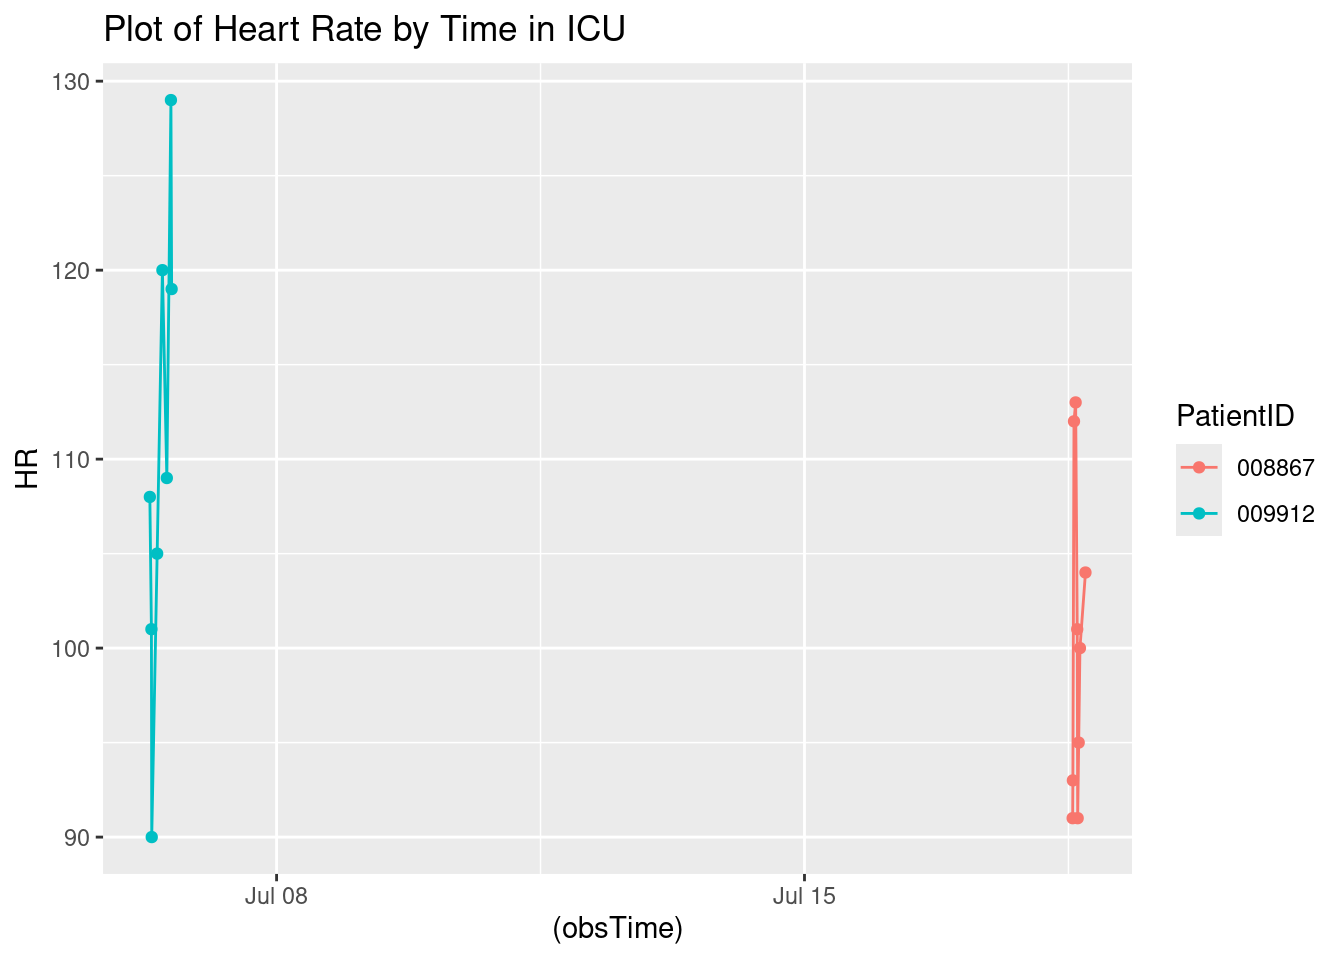 Plot of Heart Rate by Time in ICU
130
120
110
100
90
HR
Jul 08
Jul 15
(obsTime)
PatientID
008867
009912